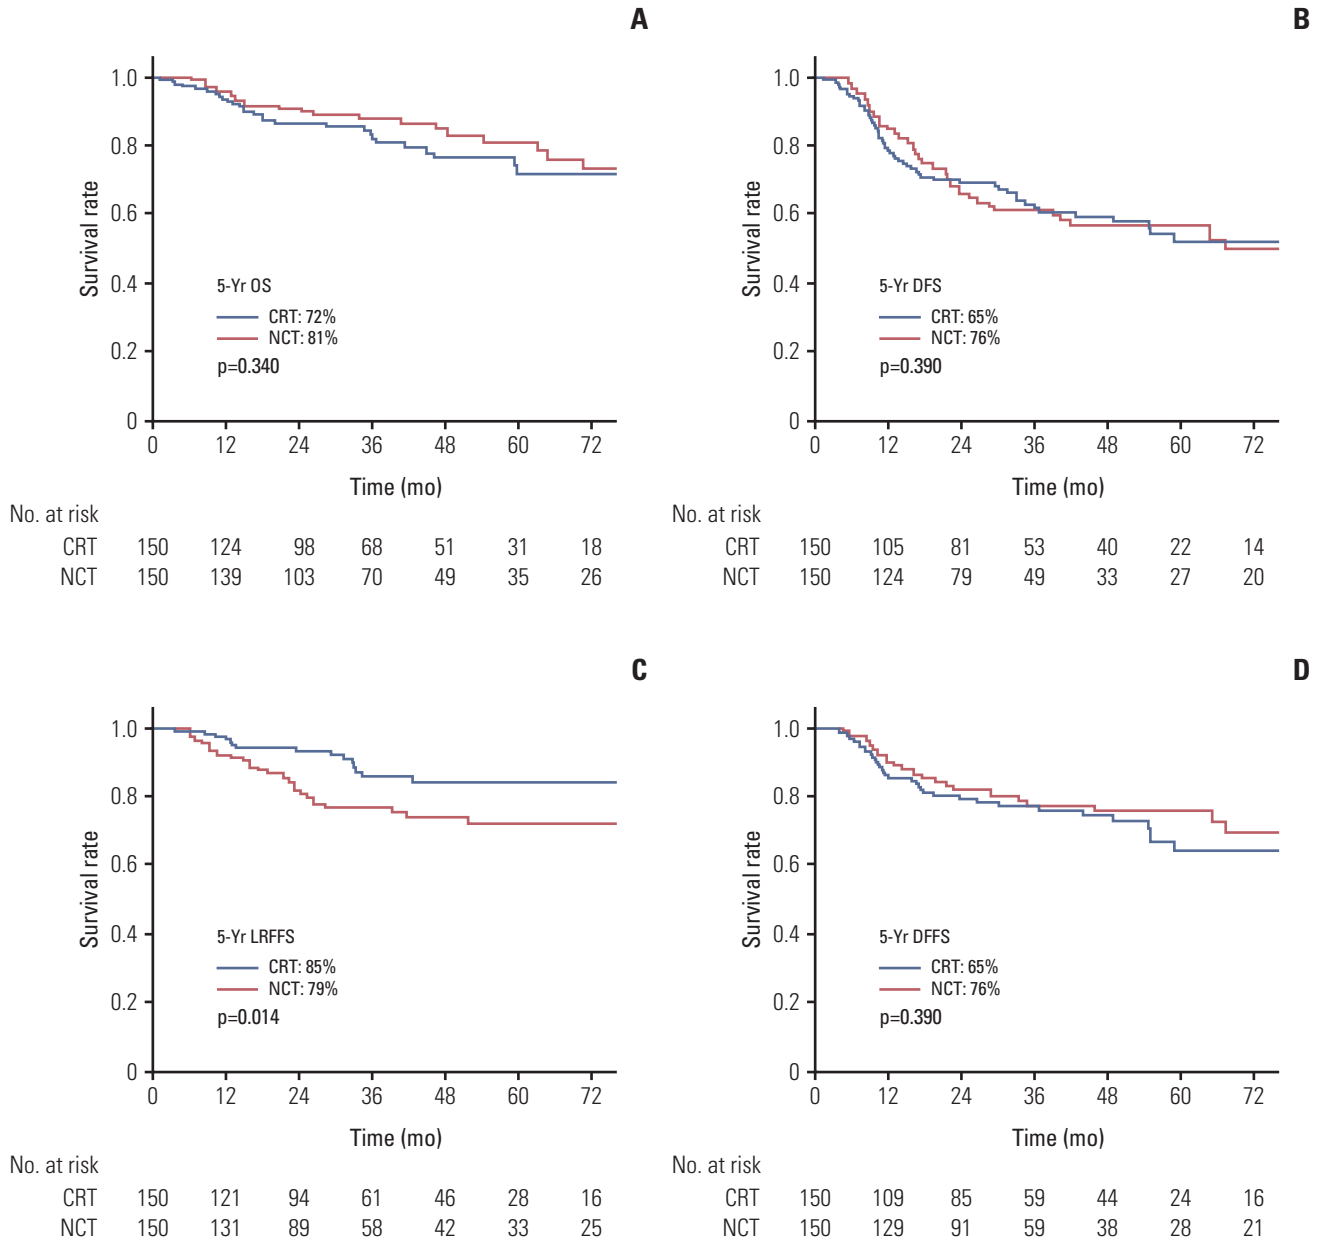 A
1.0
0.8
0.6
0.4
0.2
0
Survival rate
5-Yr OS
CRT: 72%
NCT: 81%
p=0.340
0 12 24 36 48 60 72
Time (mo)
No. at risk
CRT 150 124 98 68 51 31 18
NCT 150 139 103 70 49 35 26
B
1.0
0.8
0.6
0.4
0.2
0
Survival rate
5-Yr DFS
CRT: 65%
NCT: 76%
p=0.390
0 12 24 36 48 60 72
Time (mo)
No. at risk
CRT 150 105 81 53 40 22 14
NCT 150 124 79 49 33 27 20
C
1.0
0.8
0.6
0.4
0.2
0
Survival rate
5-Yr LRFFS
CRT: 85%
NCT: 79%
p=0.014
0 12 24 36 48 60 72
Time (mo)
No. at risk
CRT 150 121 94 61 46 28 16
NCT 150 131 89 58 42 33 25
D
1.0
0.8
0.6
0.4
0.2
0
Survival rate
5-Yr DFFS
CRT: 65%
NCT: 76%
p=0.390
0 12 24 36 48 60 72
Time (mo)
No. at risk
CRT 150 109 85 59 44 24 16
NCT 150 129 91 59 38 28 21